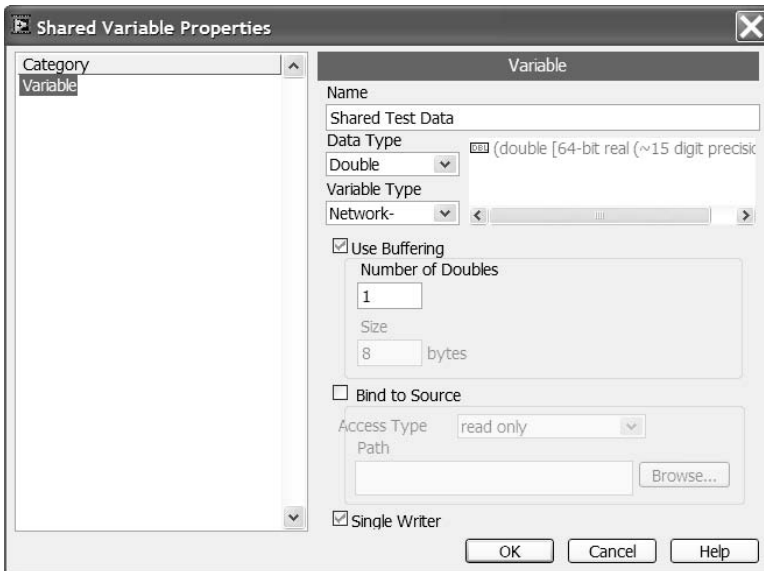 Shared Variable Properties
Category
Variable
Variable
Name
Shared Test Data
Data Type
Double
DBL (double [64-bit real (~15 digit precisic
Variable Type
Network-
Use Buffering
Number of Doubles
1
Size
8 bytes
Bind to Source
Access Type read only
Path
Browse...
Single Writer
OK Cancel Help